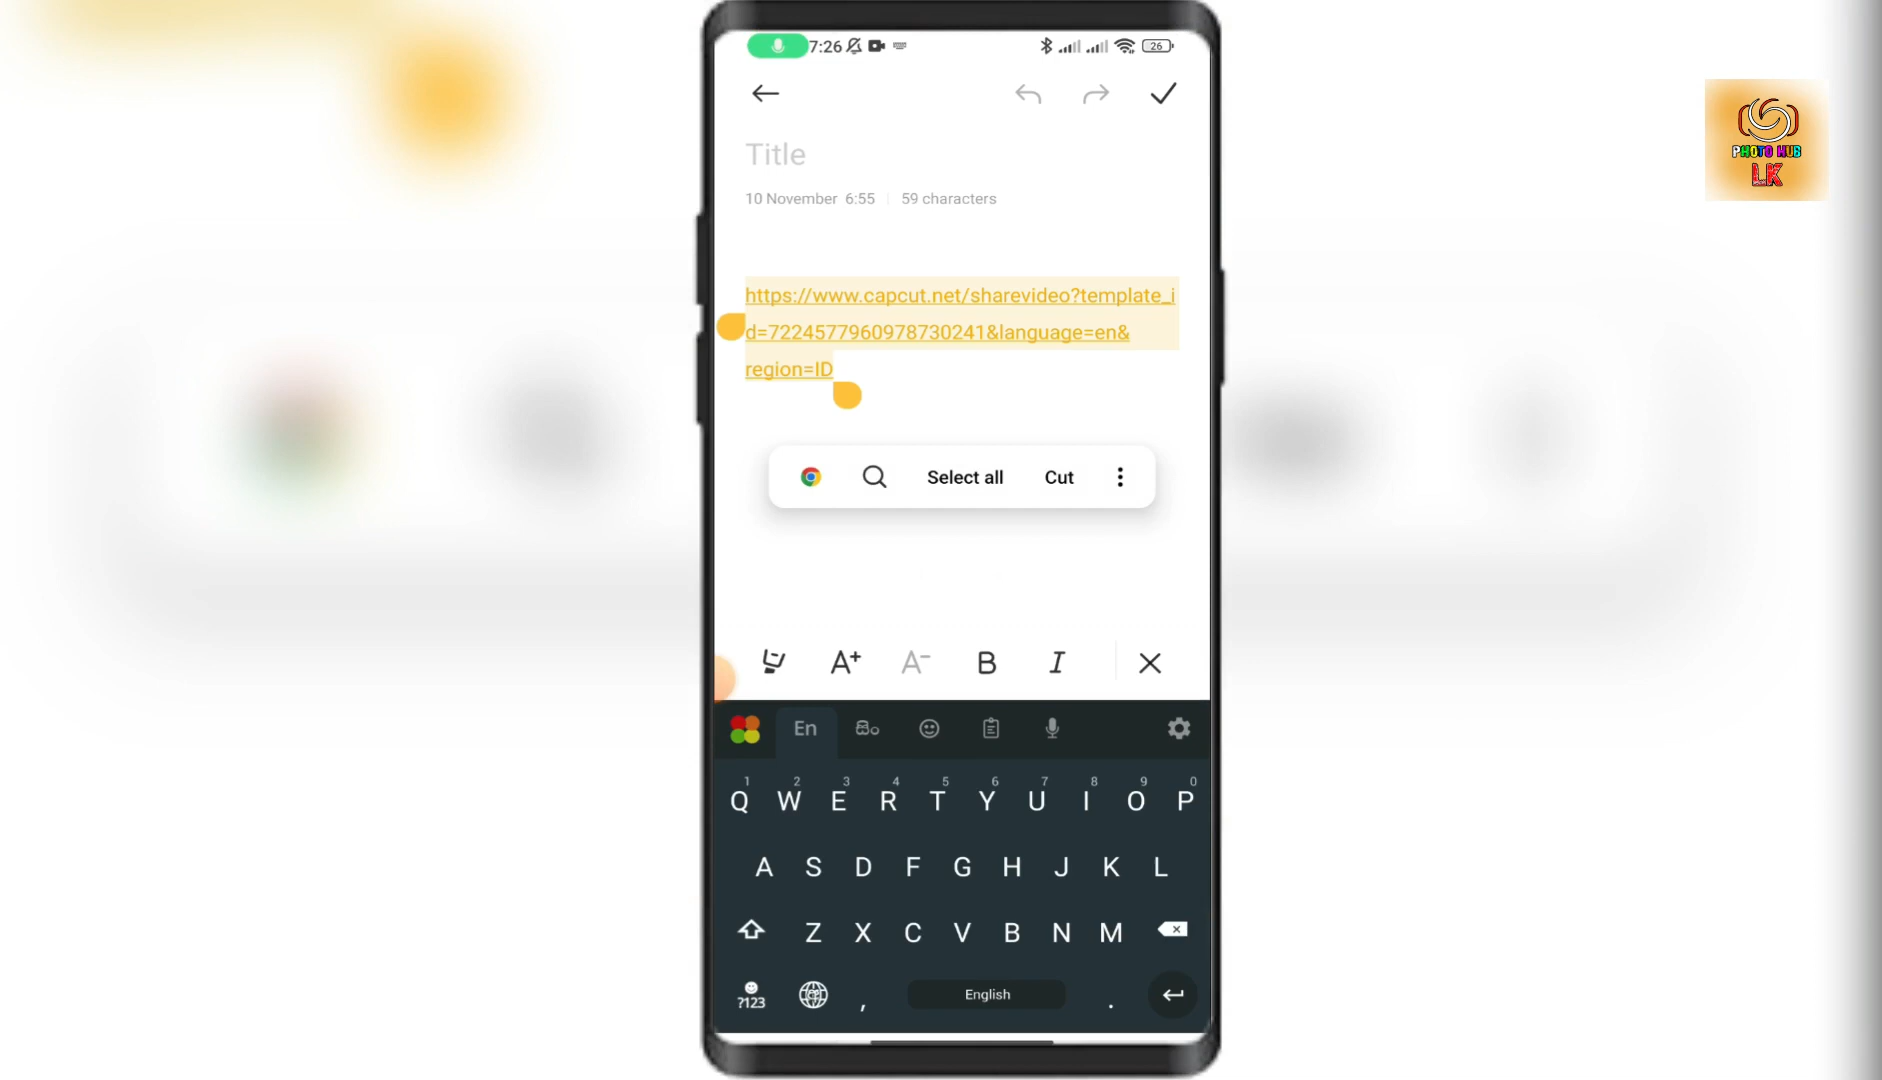 7:26
26
PHOTO HUB
LK
Title
10 November 6:55 59 characters
https://www.capcut.net/sharevideo?template_i
d=7224577960978730241&language=en&
region=ID
Select all Cut
A+ A- B I
En සිං
1 2 3 4 5 6 7 8 9 0
Q W E R T Y U I O P
A S D F G H J K L
Z X C V B N M
?123 , English .